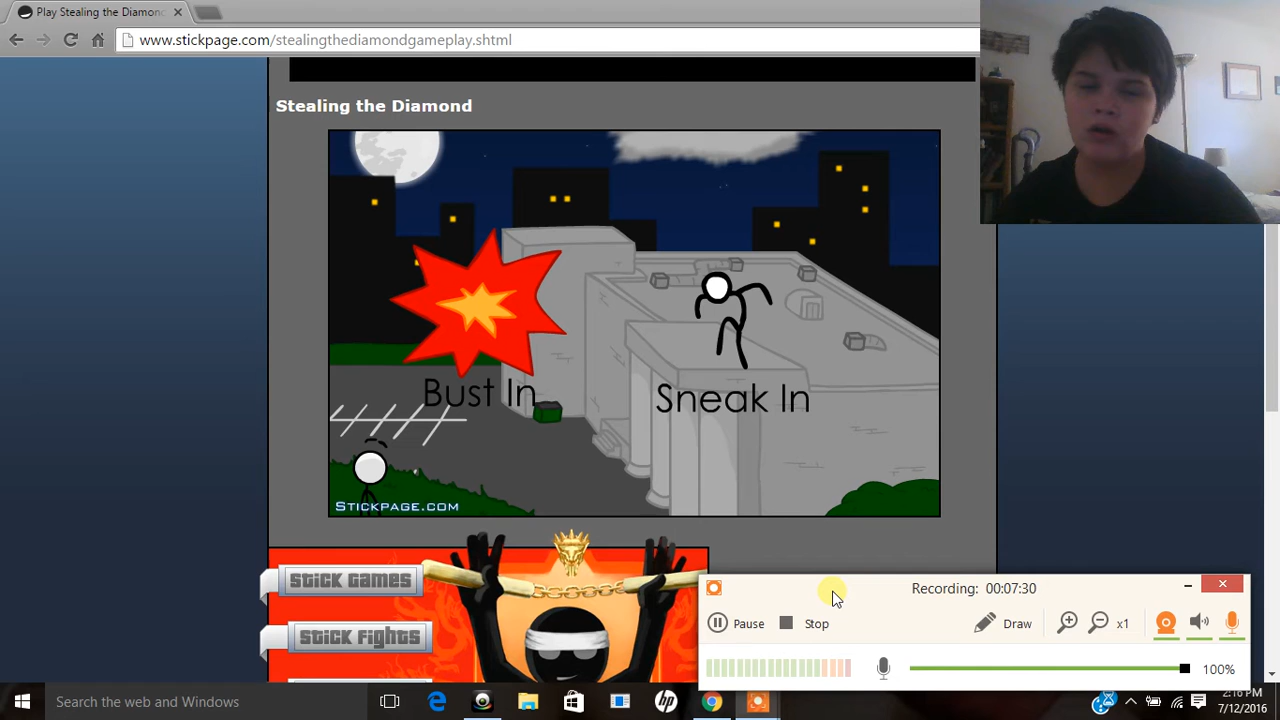 Play Stealing the Diamon
www.stickpage.com/stealingthediamondgameplay.shtml
Stealing the Diamond
Bust In
Sneak In
STICKPAGE.COM
STICK GAMES
STICK FIGHTS
Recording: 00:07:30
Pause
Stop
Draw
x1
100%
Search the web and Windows
hp
2:16 PM
7/12/2016